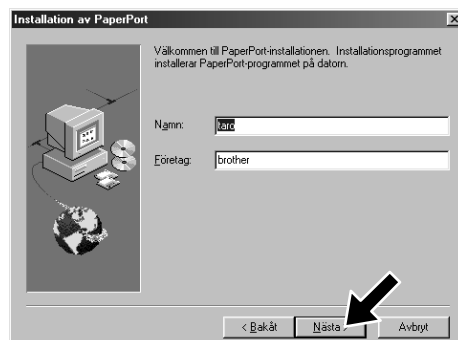 Installation av PaperPort
Välkommen till PaperPort-installationen. Installationsprogrammet
installerar PaperPort-programmet på datorn.
Namn: taro
Företag: brother
< Bakåt Nästa > Avbryt